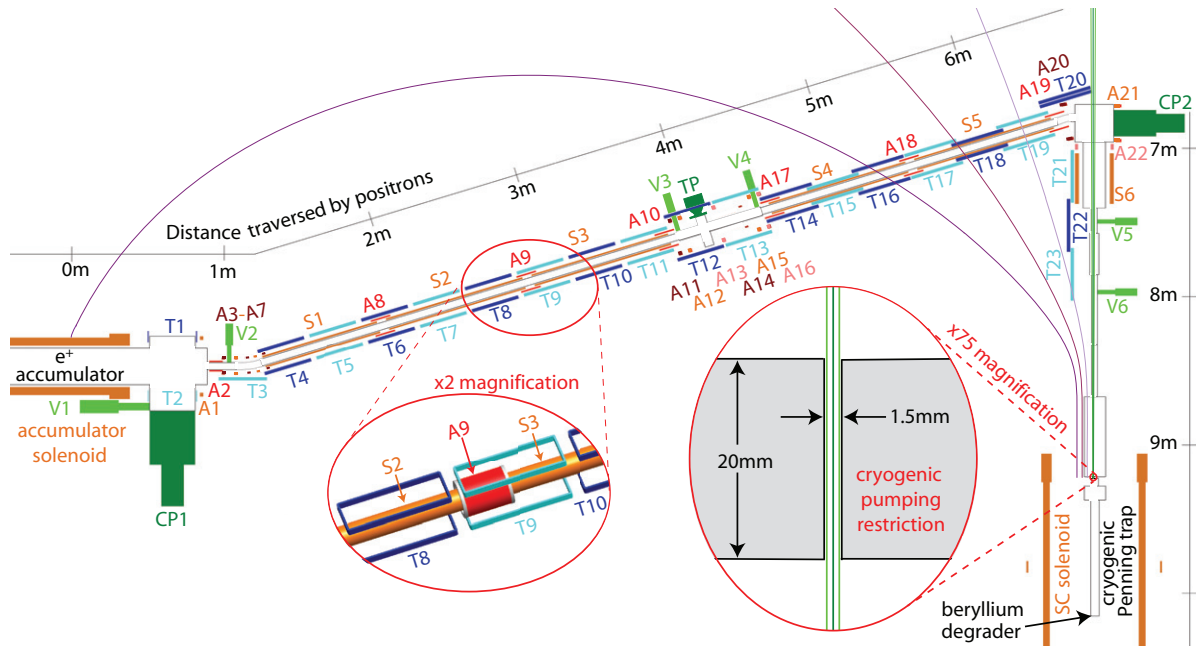 6m
A20
A19
T20
A21
CP2
5m
S5
7m
A18
A22
4m
T19
T18
T21
V4
A17
S4
S6
V3
TP
T17
3m
A10
T16
T22
V5
Distance traversed by positrons
T15
S3
T14
2m
T13
A9
T12
T11
T23
A15
A16
0m
1m
S2
T10
A13
A14
A11
A12
T9
V6
8m
A8
T8
A3-A7
V2
S1
T7
T1
T6
e+
accumulator
T5
x75 magnification
T4
A2
T3
x2 magnification
T2
V1
A1
accumulator
solenoid
1.5mm
A9
S3
9m
20mm
S2
cryogenic
pumping
restriction
T10
T9
CP1
T8
SC solenoid
cryogenic
Penning trap
beryllium
degrader